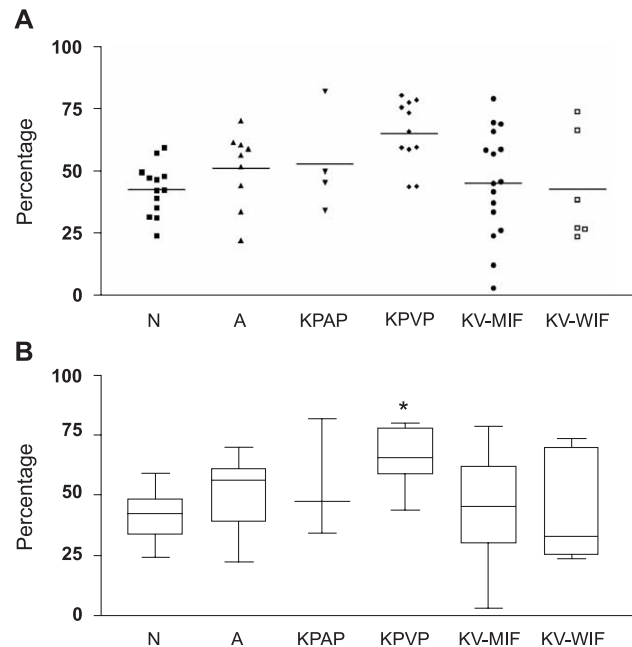 A
Percentage
100
75
50
25
0
N A KPAP KPVP KV-MIF KV-WIF
B
Percentage
100
75
50
25
0
*
N A KPAP KPVP KV-MIF KV-WIF